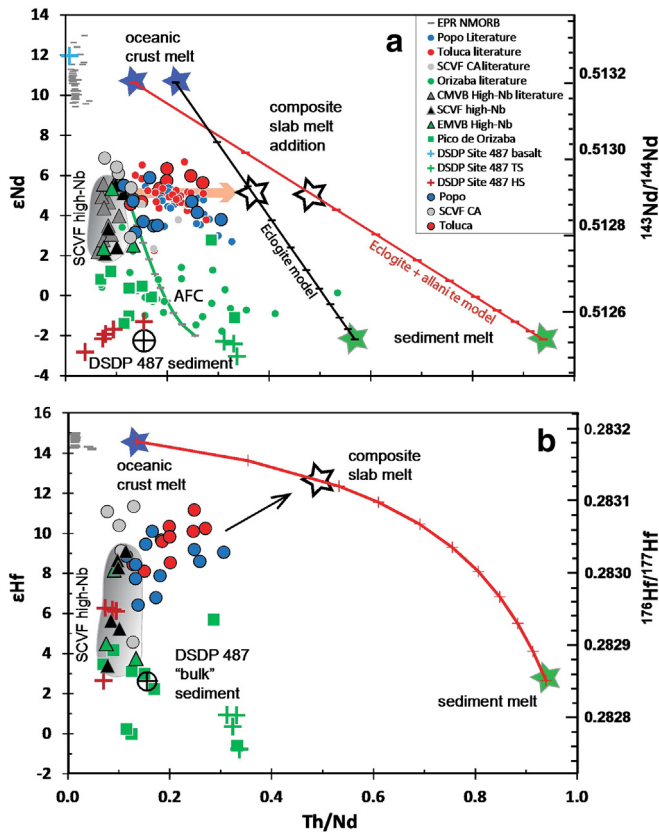 a
oceanic
crust melt
composite
slab melt
addition
EPR NMORB
Popo Literature
Toluca literature
SCVF CA literature
Orizaba literature
CMVB High-Nb literature
SCVF high-Nb
EMVB High-Nb
Pico de Orizaba
DSDP Site 487 basalt
DSDP Site 487 TS
DSDP Site 487 HS
Popo
SCVF CA
Toluca
14
12
10
8
6
4
2
0
-2
-4
εNd
SCVF high-Nb
AFC
Eclogite model
Eclogite + allanite model
sediment melt
DSDP 487 sediment
0.5132
0.5130
0.5128
0.5126
143Nd/144Nd
b
16
14
12
10
8
6
4
2
0
-2
εHf
oceanic
crust melt
composite
slab melt
SCVF high-Nb
DSDP 487
"bulk"
sediment
sediment melt
0.2832
0.2831
0.2830
0.2829
0.2828
176Hf/177Hf
0.0
0.2
0.4
0.6
0.8
1.0
Th/Nd